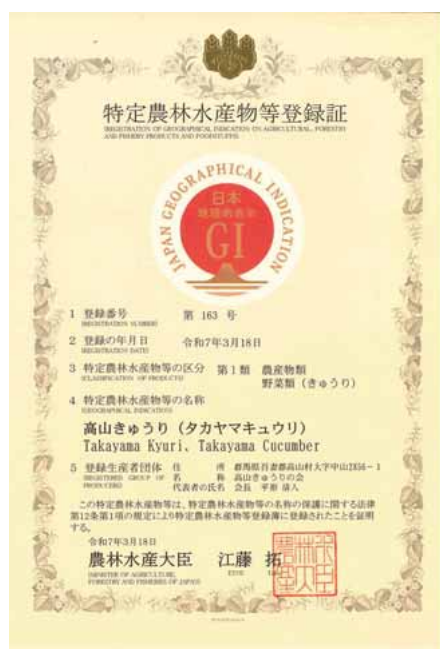 特定農林水産物等登録証
REGISTRATION OF GEOGRAPHICAL INDICATION ON AGRICULTURAL, FORESTRY
AND FISHERY PRODUCTS AND FOODSTUFFS
JAPAN GEOGRAPHICAL INDICATION
日本
地理的表示
GI
1 登録番号 第 163 号
(REGISTRATION NUMBER)
2 登録の年月日 令和7年3月18日
(REGISTRATION DATE)
3 特定農林水産物等の区分 第1類 農産物類
(CLASSIFICATION OF PRODUCTS) 野菜類(きゅうり)
4 特定農林水産物等の名称
(GEOGRAPHICAL INDICATIONS)
高山きゅうり(タカヤマキュウリ)
Takayama Kyuri、Takayama Cucumber
5 登録生産者団体 住 所 群馬県吾妻郡高山村大字中山2856-1
(REGISTERED GROUP OF 名 称 高山きゅうりの会
PRODUCERS) 代表者の氏名 会長 平形
この特定農林水産物等は、特定農林水産物等の名称の保護に関する法律
第12条第1項の規定により特定農林水産物等登録簿に登録されたことを証明
する。
令和7年3月18日
農林水産大臣 江藤 拓
(MINISTER OF AGRICULTURE, ETOU
FORESTRY AND FISHERIES OF JAPAN)